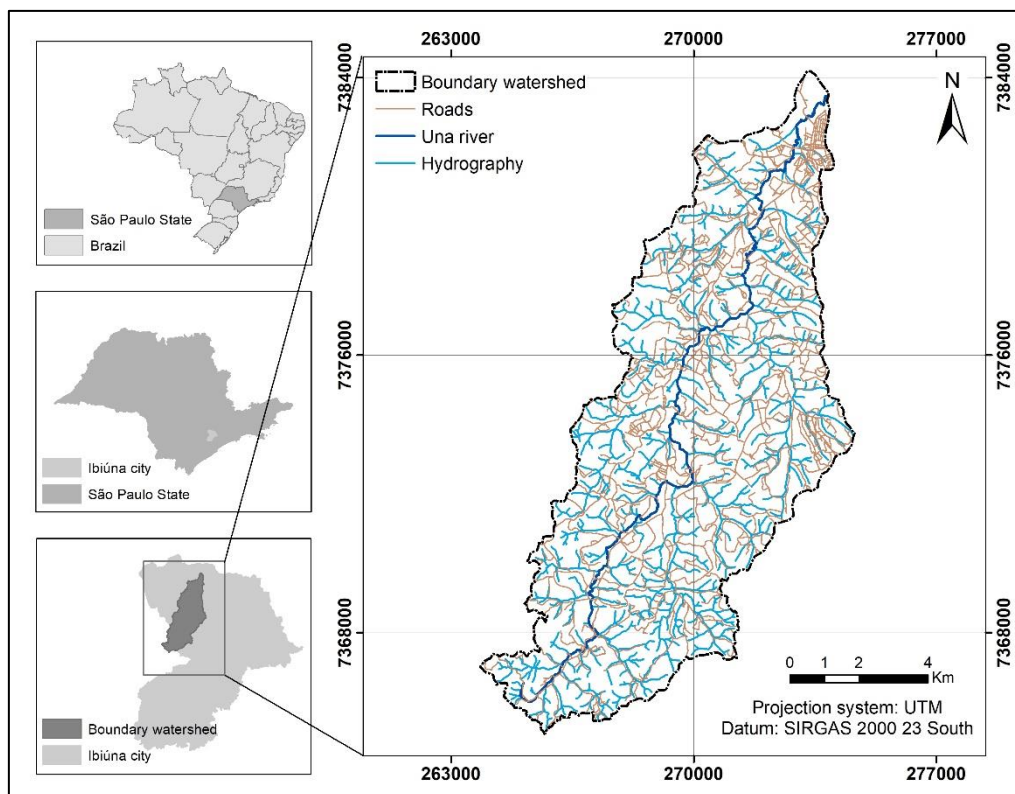 São Paulo State
Brazil
Ibiúna city
São Paulo State
Boundary watershed
Ibiúna city
263000
270000
277000
7384000
7384000
Boundary watershed
Roads
Una river
Hydrography
N
7376000
7376000
7368000
7368000
0 1 2 4
Km
Projection system: UTM
Datum: SIRGAS 2000 23 South
263000
270000
277000